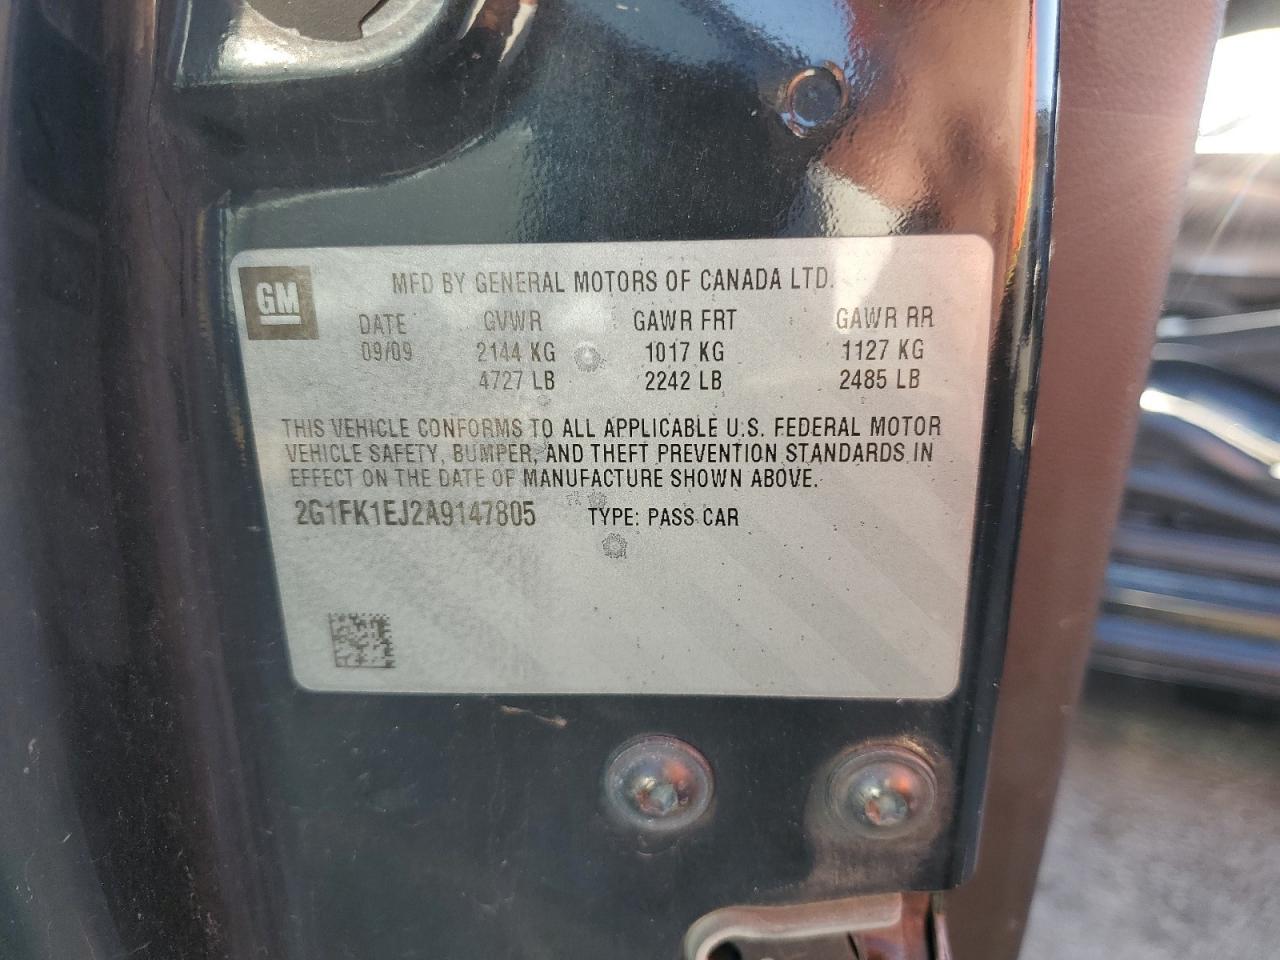 GM
MFD BY GENERAL MOTORS OF CANADA LTD.
DATE GVWR GAWR FRT GAWR RR
09/09 2144 KG 1017 KG 1127 KG
4727 LB 2242 LB 2485 LB
THIS VEHICLE CONFORMS TO ALL APPLICABLE U.S. FEDERAL MOTOR
VEHICLE SAFETY, BUMPER, AND THEFT PREVENTION STANDARDS IN
EFFECT ON THE DATE OF MANUFACTURE SHOWN ABOVE.
2G1FK1EJ2A9147805 TYPE: PASS CAR